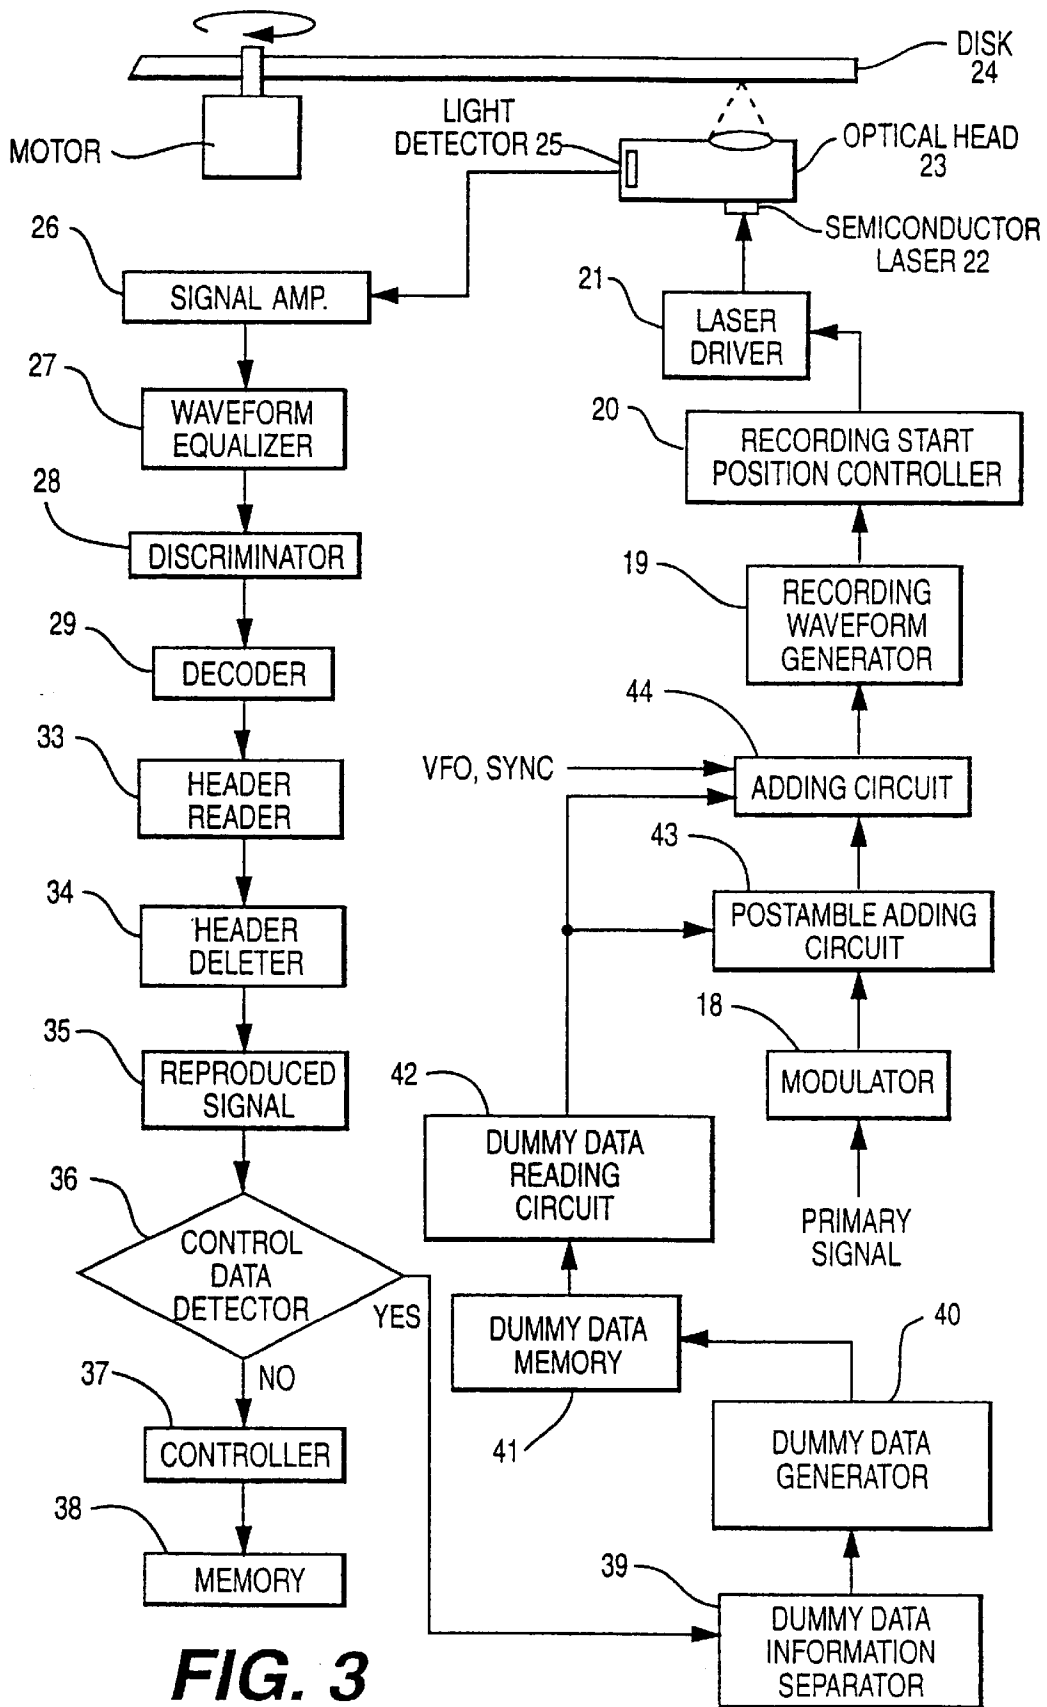 DISK
24
LIGHT
DETECTOR 25
MOTOR
OPTICAL HEAD
23
SEMICONDUCTOR
LASER 22
26
SIGNAL AMP.
21
LASER
DRIVER
27
WAVEFORM
EQUALIZER
20
RECORDING START
POSITION CONTROLLER
28
DISCRIMINATOR
19
RECORDING
WAVEFORM
GENERATOR
29
DECODER
44
33
HEADER
READER
VFO, SYNC
ADDING CIRCUIT
43
34
HEADER
DELETER
POSTAMBLE ADDING
CIRCUIT
18
35
REPRODUCED
SIGNAL
42
MODULATOR
DUMMY DATA
READING
CIRCUIT
36
CONTROL
DATA
DETECTOR
YES
PRIMARY
SIGNAL
DUMMY DATA
MEMORY
40
NO
37
CONTROLLER
41
DUMMY DATA
GENERATOR
38
MEMORY
39
DUMMY DATA
INFORMATION
SEPARATOR
FIG. 3